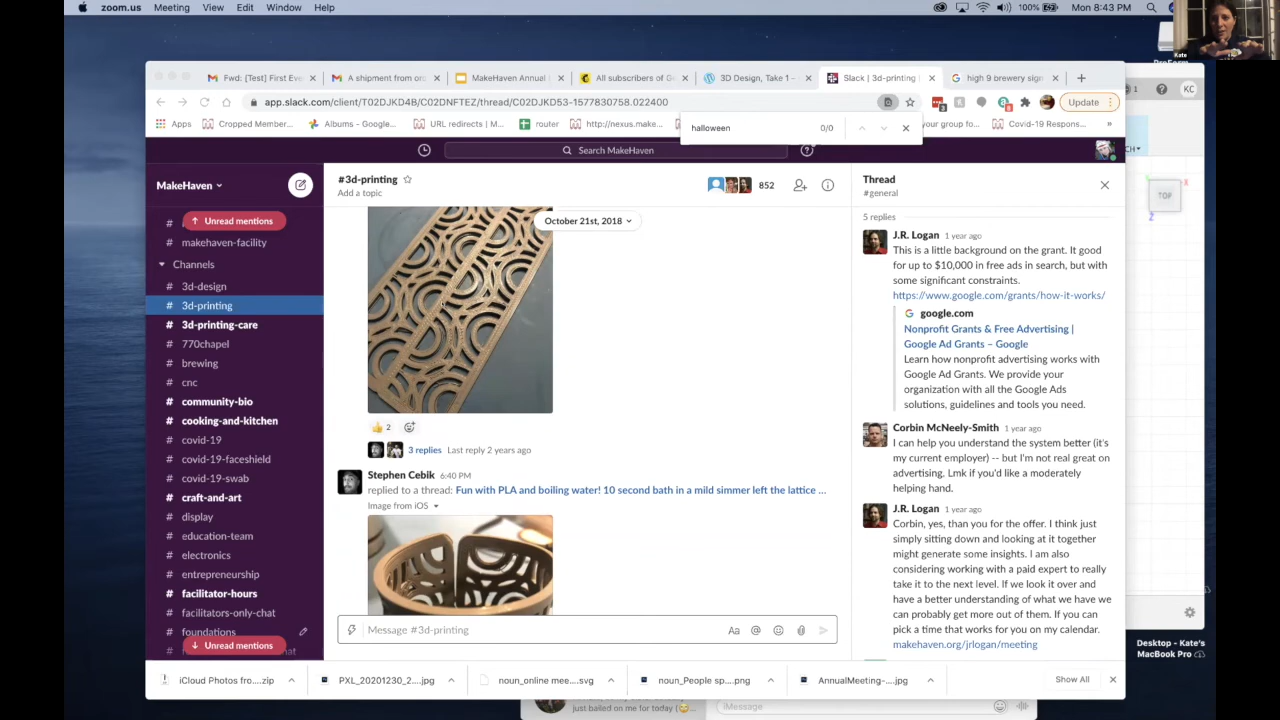 zoom.us Meeting View Edit Window Help
100% Mon 8:43 PM
Fwd: [Test] First Eve
A shipment from ord
MakeHaven Annual
All subscribers of G
3D Design, Take 1 –
Slack | 3d-printing
high 9 brewery sign
app.slack.com/client/T02DJKD4B/C02DNFTEZ/thread/C02DJKD53-1577830758.022400
Update
Apps
Cropped Member...
Albums - Google...
URL redirects | M...
router
http://nexus.make...
your group fo...
Covid-19 Respons...
halloween
0/0
Search MakeHaven
MakeHaven
Unread mentions
# makehaven-facility
Channels
# 3d-design
# 3d-printing
# 3d-printing-care
# 770chapel
# brewing
# cnc
# community-bio
# cooking-and-kitchen
# covid-19
# covid-19-faceshield
# covid-19-swab
# craft-and-art
# display
# education-team
# electronics
# entrepreneurship
# facilitator-hours
# facilitators-only-chat
# foundations
Unread mentions
#3d-printing
Add a topic
852
October 21st, 2018
2
3 replies Last reply 2 years ago
Stephen Cebik 6:40 PM
replied to a thread: Fun with PLA and boiling water! 10 second bath in a mild simmer left the lattice ...
Image from iOS
Message #3d-printing
Aa
Thread
#general
5 replies
J.R. Logan 1 year ago
This is a little background on the grant. It good
for up to $10,000 in free ads in search, but with
some significant constraints.
https://www.google.com/grants/how-it-works/
google.com
Nonprofit Grants & Free Advertising |
Google Ad Grants – Google
Learn how nonprofit advertising works with
Google Ad Grants. We provide your
organization with all the Google Ads
solutions, guidelines and tools you need.
Corbin McNeely-Smith 1 year ago
I can help you understand the system better (it's
my current employer) -- but I'm not real great on
advertising. Lmk if you'd like a moderately
helping hand.
J.R. Logan 1 year ago
Corbin, yes, than you for the offer. I think just
simply sitting down and looking at it together
might generate some insights. I am also
considering working with a paid expert to really
take it to the next level. If we look it over and
have a better understanding of what we have we
can probably get more out of them. If you can
pick a time that works for you on my calendar.
makehaven.org/jrlogan/meeting
iCloud Photos fro....zip
PXL_20201230_2....jpg
noun_online mee....svg
noun_People sp....png
AnnualMeeting-....jpg
Show All
KC
TOP
Desktop - Kate's
MacBook Pro
just bailed on me for today
iMessage